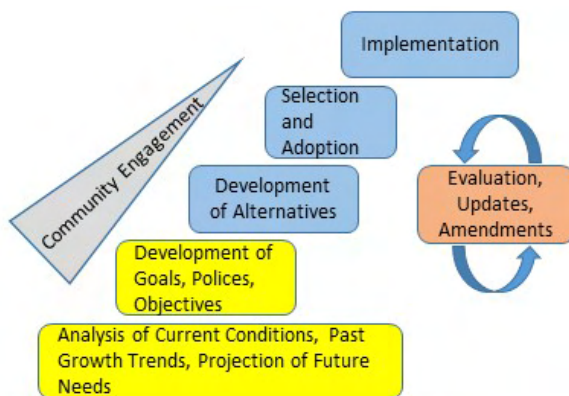 Implementation
Selection
and
Adoption
Community Engagement
Development
of Alternatives
Evaluation,
Updates,
Amendments
Development of
Goals, Polices,
Objectives
Analysis of Current Conditions, Past
Growth Trends, Projection of Future
Needs